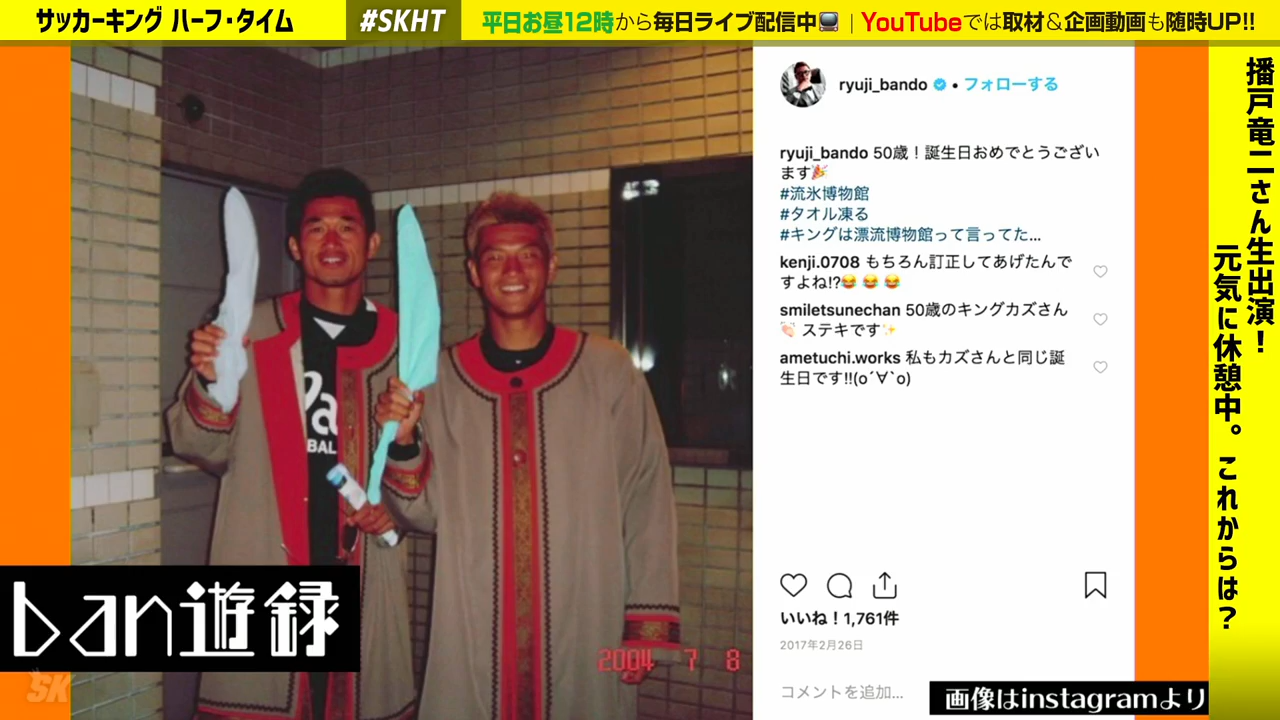 サッカーキング ハーフ・タイム
#SKHT
平日お昼12時から毎日ライブ配信中 | YouTubeでは取材&企画動画も随時UP!!
播戸竜二さん生出演!
元気に休憩中。これからは?
ryuji_bando • フォローする
ryuji_bando 50歳!誕生日おめでとうござい
ます🎉
#流氷博物館
#タオル凍る
#キングは漂流博物館って言ってた...
kenji.0708 もちろん訂正してあげたんで
すよね!?😂 😂 😂
smiletsunechan 50歳のキングカズさん
👏🏻 ステキです✨
ametuchi.works 私もカズさんと同じ誕
生日です!!(o´∀`o)
BAL
2004 7 8
いいね!1,761件
2017年2月26日
コメントを追加...
ban遊録
SK
画像はinstagramより